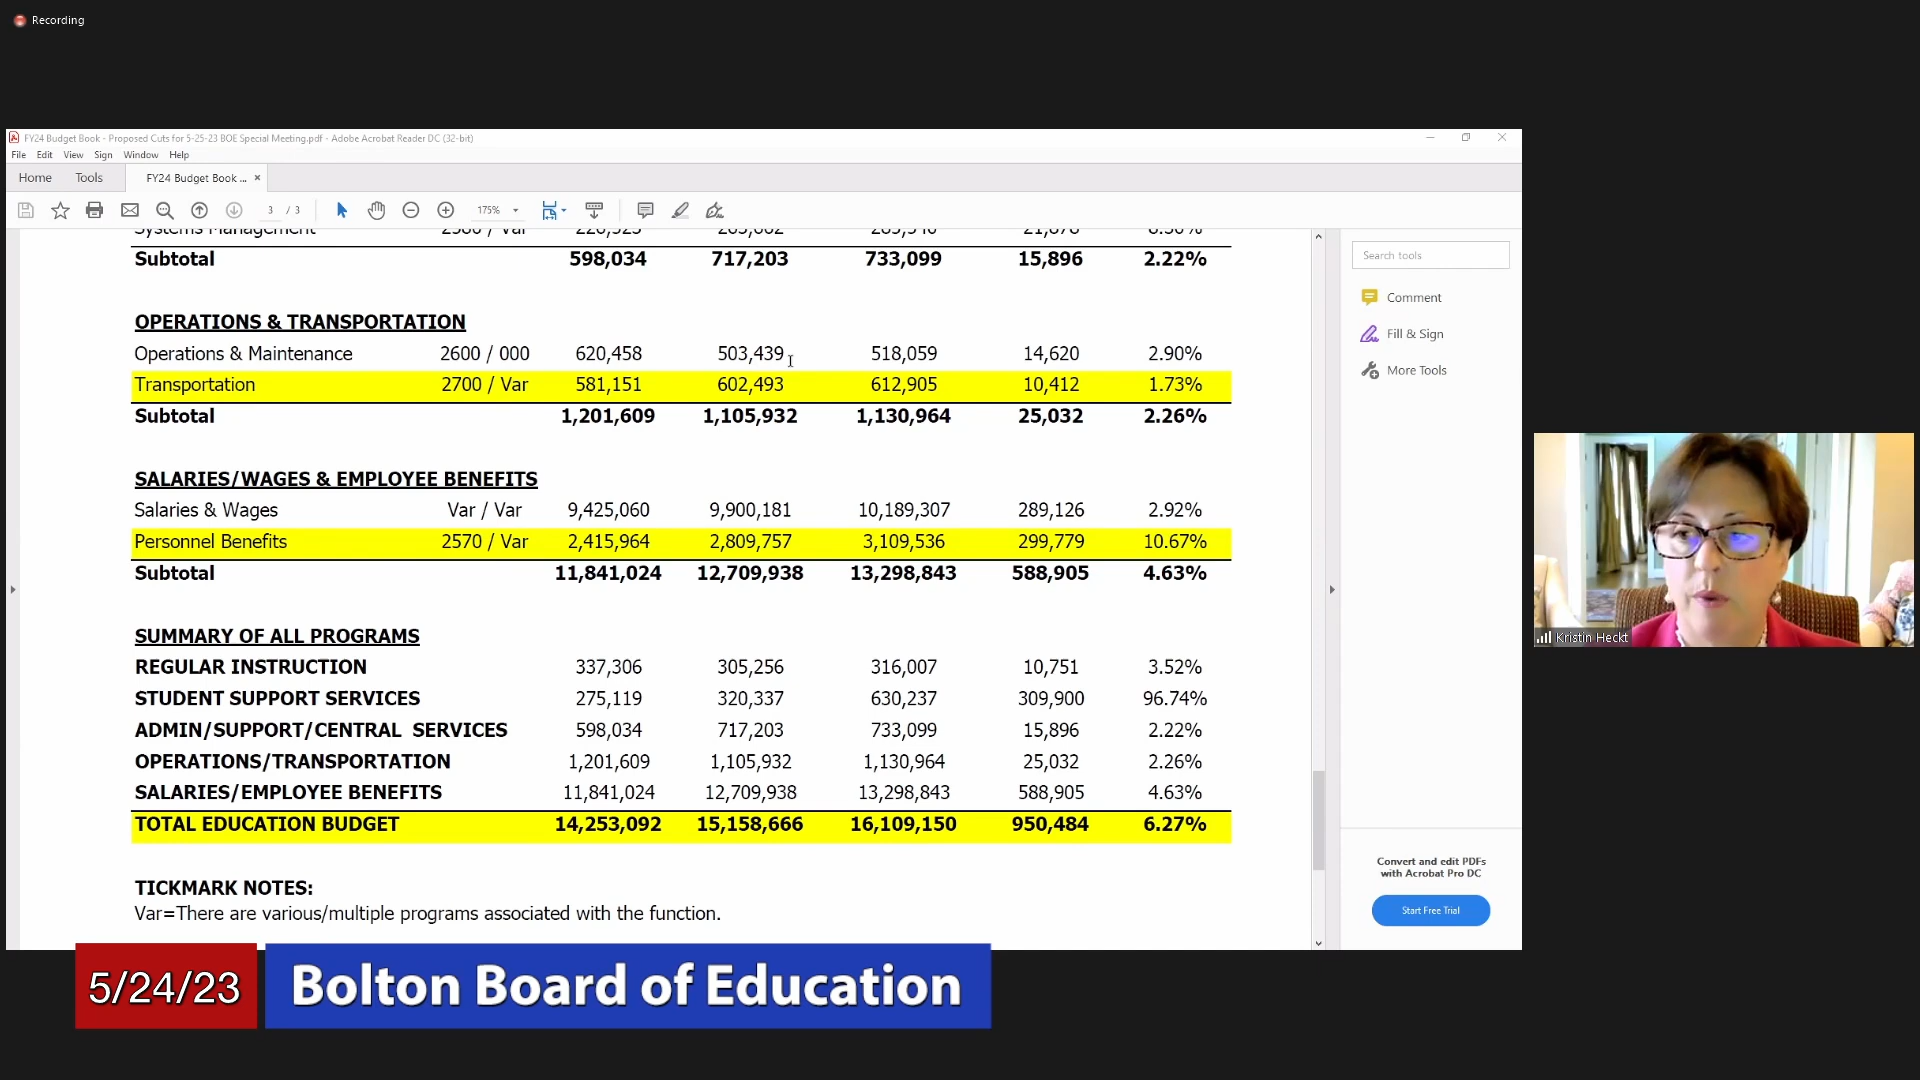 Recording
FY24 Budget Book - Proposed Cuts for 5-25-23 BOE Special Meeting.pdf - Adobe Acrobat Reader DC (32-bit)
File Edit View Sign Window Help
Home Tools FY24 Budget Book ... ×
3 / 3 175%
Systems Management
Subtotal 598,034 717,203 733,099 15,896 2.22%
OPERATIONS & TRANSPORTATION
Operations & Maintenance 2600 / 000 620,458 503,439 518,059 14,620 2.90%
Transportation 2700 / Var 581,151 602,493 612,905 10,412 1.73%
Subtotal 1,201,609 1,105,932 1,130,964 25,032 2.26%
SALARIES/WAGES & EMPLOYEE BENEFITS
Salaries & Wages Var / Var 9,425,060 9,900,181 10,189,307 289,126 2.92%
Personnel Benefits 2570 / Var 2,415,964 2,809,757 3,109,536 299,779 10.67%
Subtotal 11,841,024 12,709,938 13,298,843 588,905 4.63%
SUMMARY OF ALL PROGRAMS
REGULAR INSTRUCTION 337,306 305,256 316,007 10,751 3.52%
STUDENT SUPPORT SERVICES 275,119 320,337 630,237 309,900 96.74%
ADMIN/SUPPORT/CENTRAL SERVICES 598,034 717,203 733,099 15,896 2.22%
OPERATIONS/TRANSPORTATION 1,201,609 1,105,932 1,130,964 25,032 2.26%
SALARIES/EMPLOYEE BENEFITS 11,841,024 12,709,938 13,298,843 588,905 4.63%
TOTAL EDUCATION BUDGET 14,253,092 15,158,666 16,109,150 950,484 6.27%
TICKMARK NOTES:
Var=There are various/multiple programs associated with the function.
Search tools
Comment
Fill & Sign
More Tools
Convert and edit PDFs
with Acrobat Pro DC
Start Free Trial
Kristin Heckt
5/24/23 Bolton Board of Education